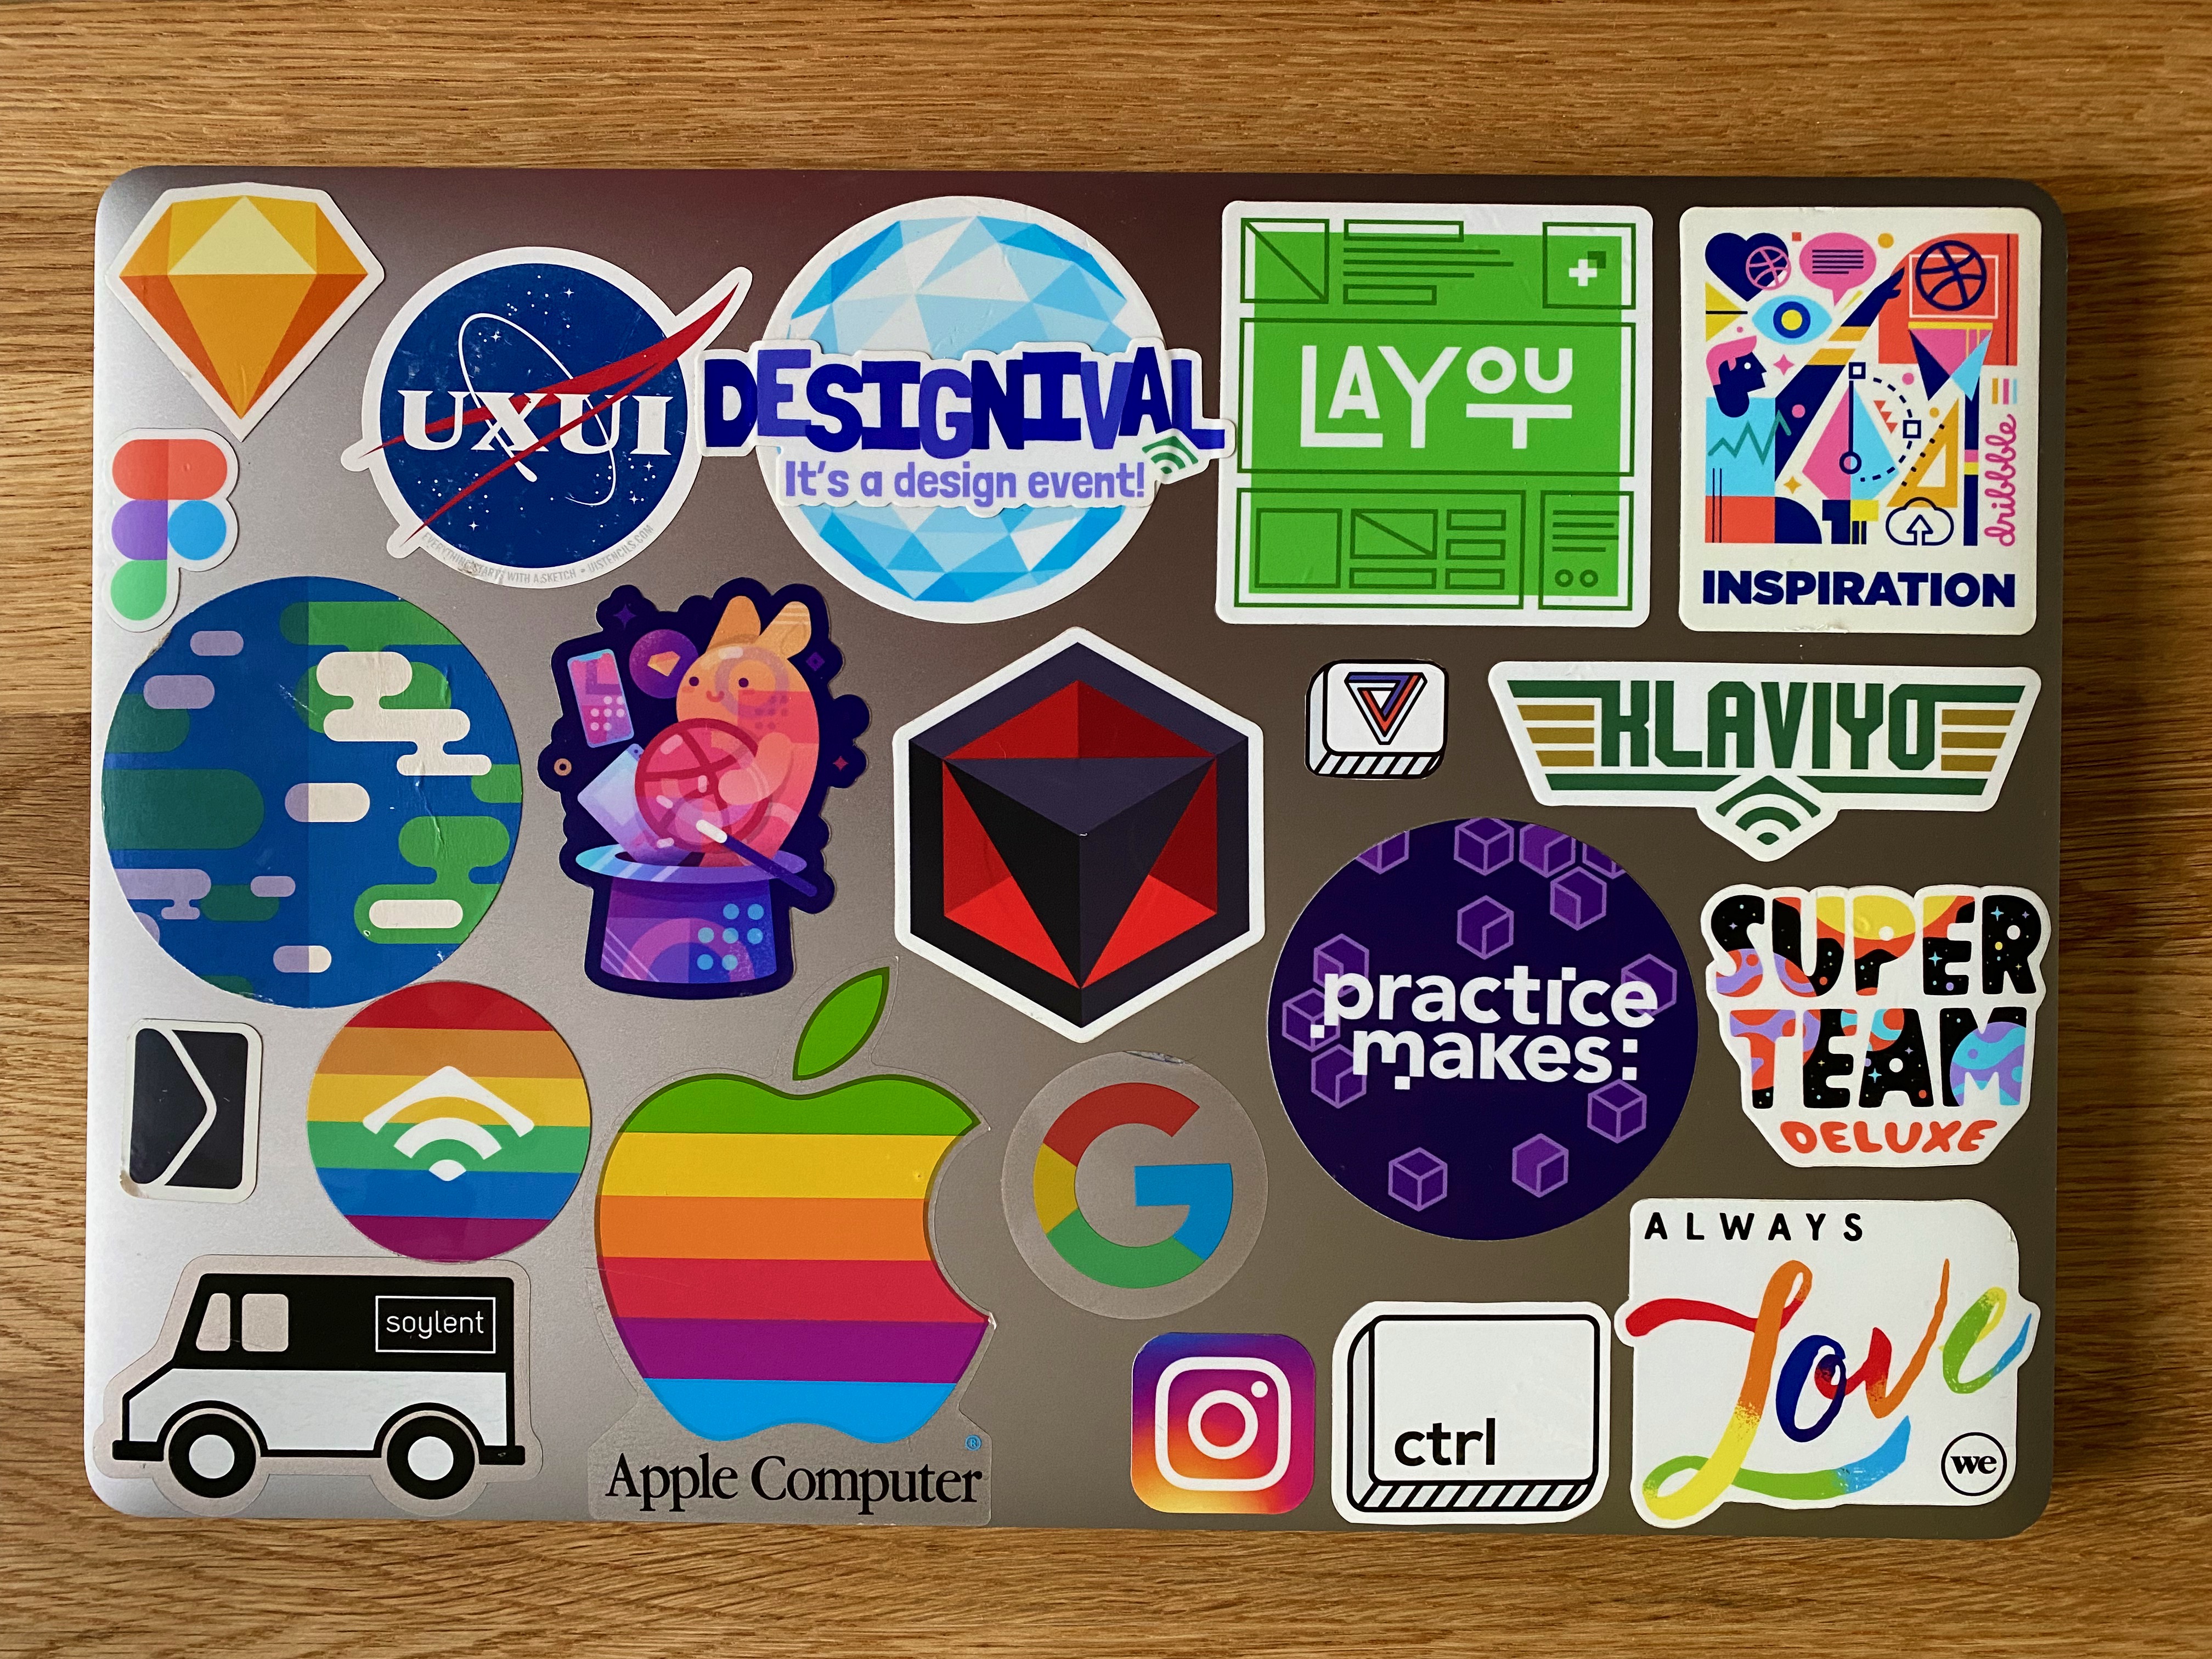 UXUI
EVERYTHING STARTS WITH A SKETCH • UISTENCILS.COM
DESIGNIVAL
It's a design event!
LAYOUT
dribbble
INSPIRATION
KLAVIYO
practice
makes:
SUPER
TEAM
DELUXE
soylent
Apple Computer
®
ctrl
ALWAYS
Love
we